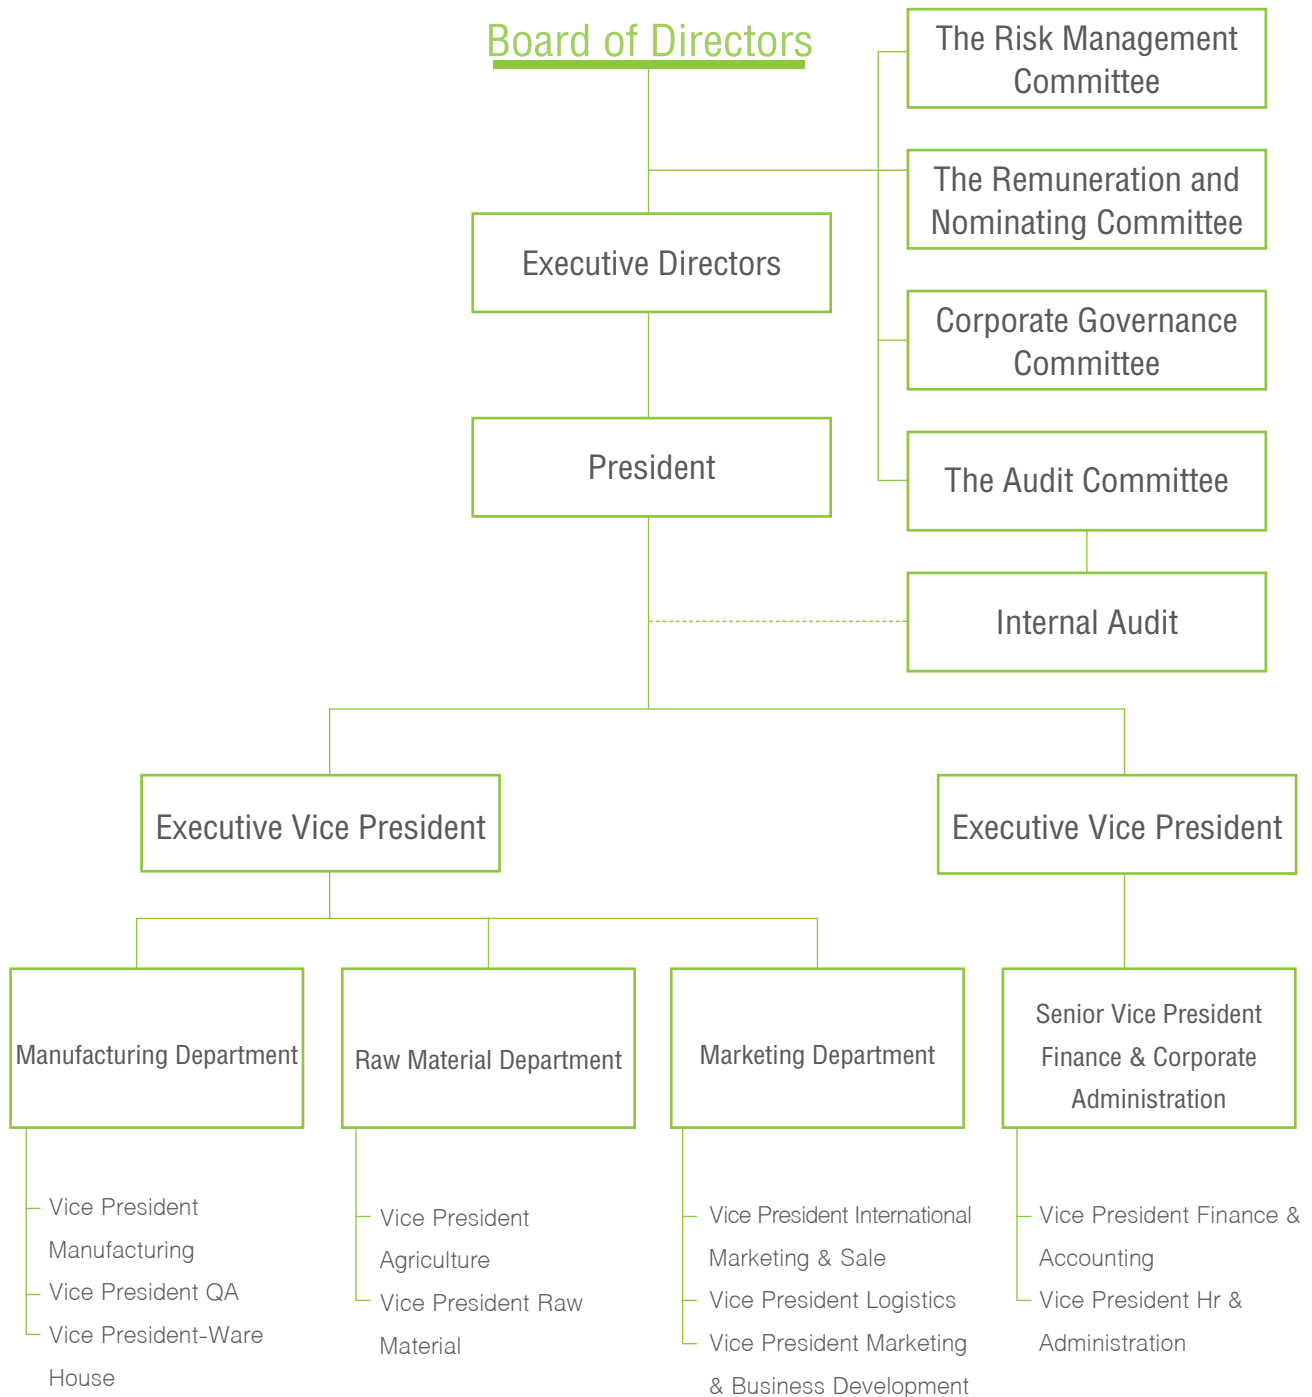 Board of Directors
The Risk Management
Committee
The Remuneration and
Nominating Committee
Executive Directors
Corporate Governance
Committee
President
The Audit Committee
Internal Audit
Executive Vice President
Executive Vice President
Manufacturing Department
Raw Material Department
Marketing Department
Senior Vice President
Finance & Corporate
Administration
Vice President
Manufacturing
Vice President QA
Vice President-Ware
House
Vice President
Agriculture
Vice President Raw
Material
Vice President International
Marketing & Sale
Vice President Logistics
Vice President Marketing
& Business Development
Vice President Finance &
Accounting
Vice President Hr &
Administration